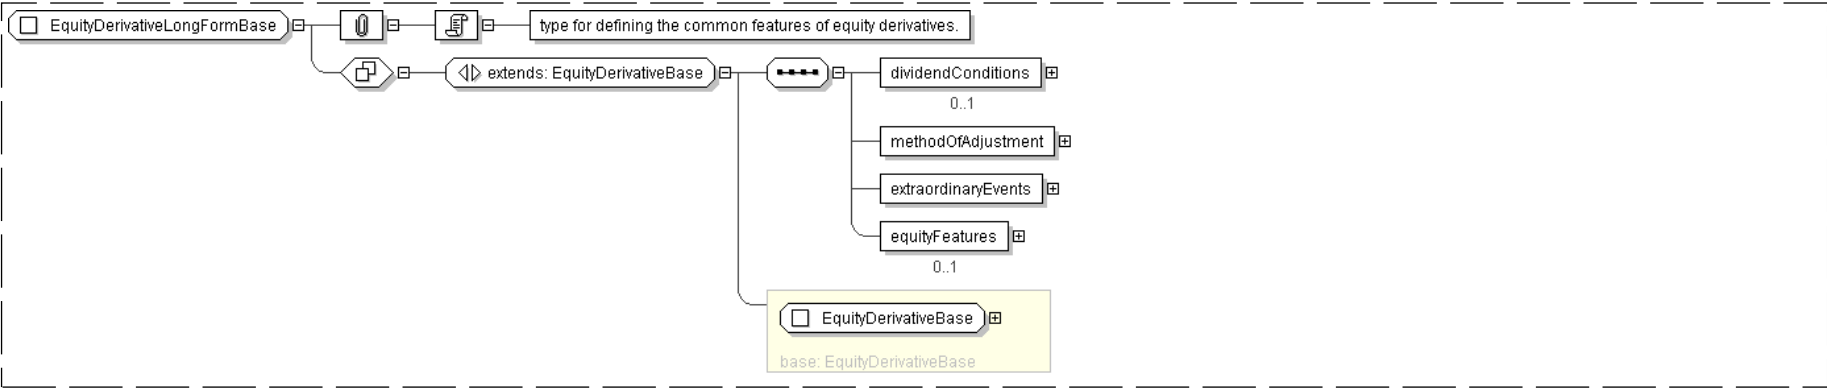 EquityDerivativeLongFormBase
type for defining the common features of equity derivatives.
extends: EquityDerivativeBase
dividendConditions
0..1
methodOfAdjustment
extraordinaryEvents
equityFeatures
0..1
EquityDerivativeBase
base: EquityDerivativeBase